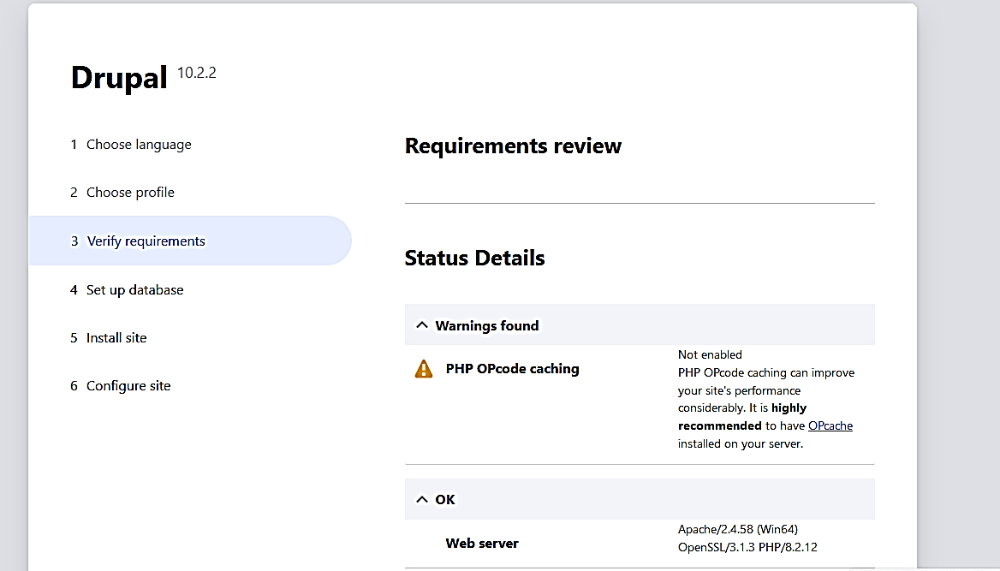 Drupal 10.2.2
1 Choose language
2 Choose profile
3 Verify requirements
4 Set up database
5 Install site
6 Configure site
Requirements review
Status Details
Warnings found
PHP OPcode caching
Not enabled
PHP OPcode caching can improve
your site's performance
considerably. It is highly
recommended to have OPcache
installed on your server.
OK
Web server
Apache/2.4.58 (Win64)
OpenSSL/3.1.3 PHP/8.2.12